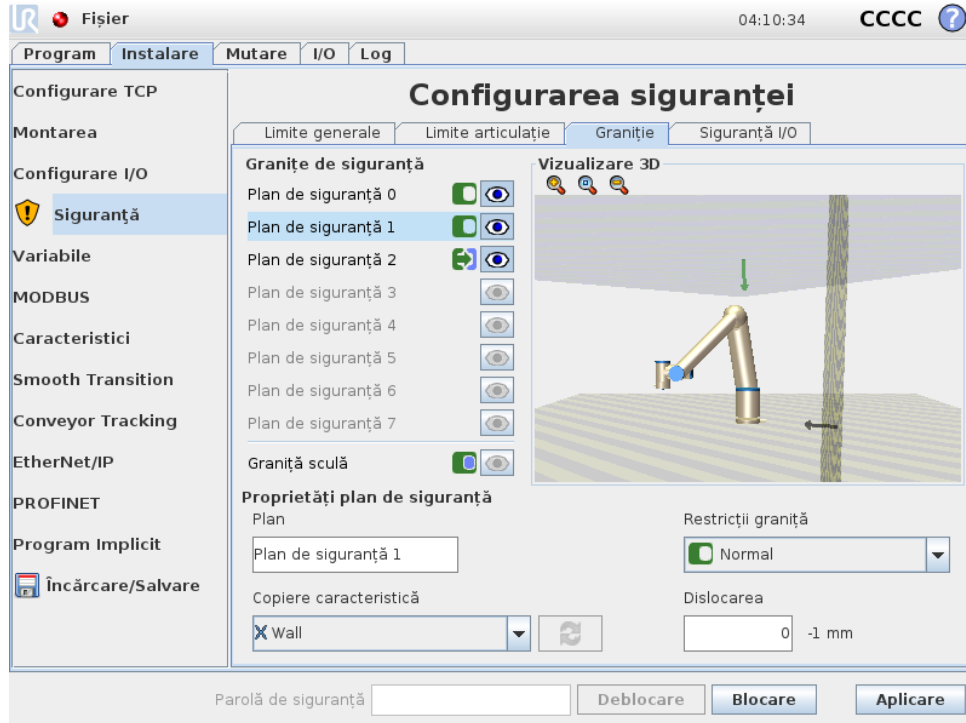 UR Fișier 04:10:34 CCCC ?
Program Instalare Mutare I/O Log
Configurare TCP
Montarea
Configurare I/O
Siguranță
Variabile
MODBUS
Caracteristici
Smooth Transition
Conveyor Tracking
EtherNet/IP
PROFINET
Program Implicit
Încărcare/Salvare
Configurarea siguranței
Limite generale Limite articulație Graniție Siguranță I/O
Granițe de siguranță
Plan de siguranță 0
Plan de siguranță 1
Plan de siguranță 2
Plan de siguranță 3
Plan de siguranță 4
Plan de siguranță 5
Plan de siguranță 6
Plan de siguranță 7
Graniță sculă
Vizualizare 3D
Proprietăți plan de siguranță
Plan
Plan de siguranță 1
Restricții graniță
Normal
Copiere caracteristică
Wall
Dislocarea
0 -1 mm
Parolă de siguranță Deblocare Blocare Aplicare